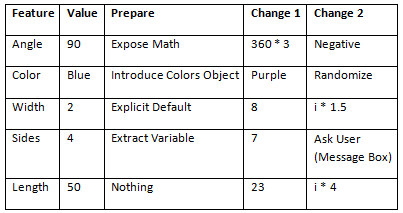 Feature Value Prepare Change 1 Change 2
Angle 90 Expose Math 360 * 3 Negative
Color Blue Introduce Colors Object Purple Randomize
Width 2 Explicit Default 8 i * 1.5
Sides 4 Extract Variable 7 Ask User
(Message Box)
Length 50 Nothing 23 i * 4